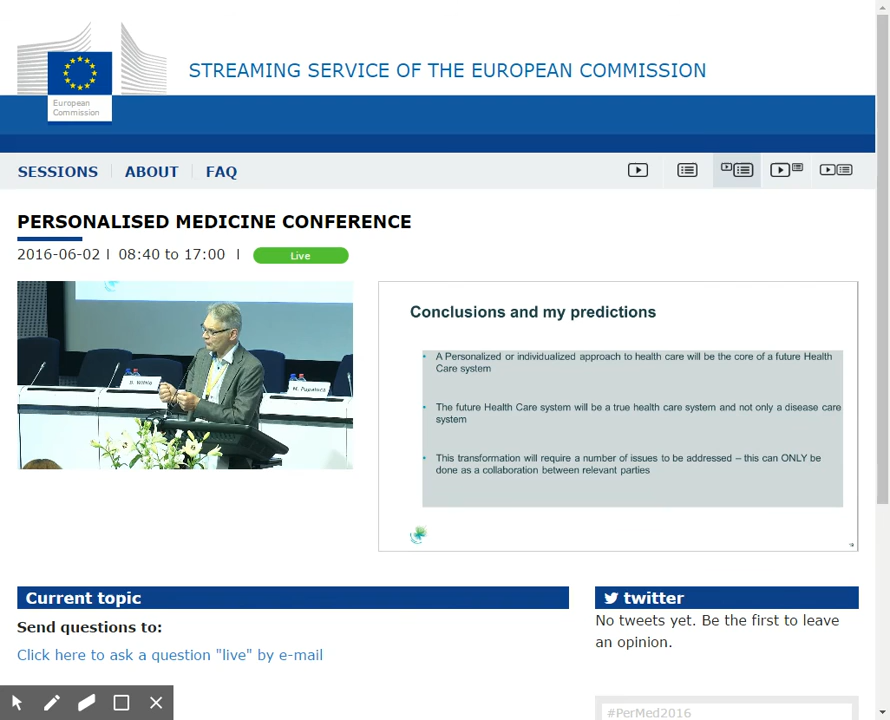 European
Commission
STREAMING SERVICE OF THE EUROPEAN COMMISSION
SESSIONS
ABOUT
FAQ
PERSONALISED MEDICINE CONFERENCE
2016-06-02 | 08:40 to 17:00 | Live
Conclusions and my predictions
• A Personalized or individualized approach to health care will be the core of a future Health
Care system
• The future Health Care system will be a true health care system and not only a disease care
system
• This transformation will require a number of issues to be addressed – this can ONLY be
done as a collaboration between relevant parties
Current topic
Send questions to:
Click here to ask a question "live" by e-mail
twitter
No tweets yet. Be the first to leave
an opinion.
#PerMed2016